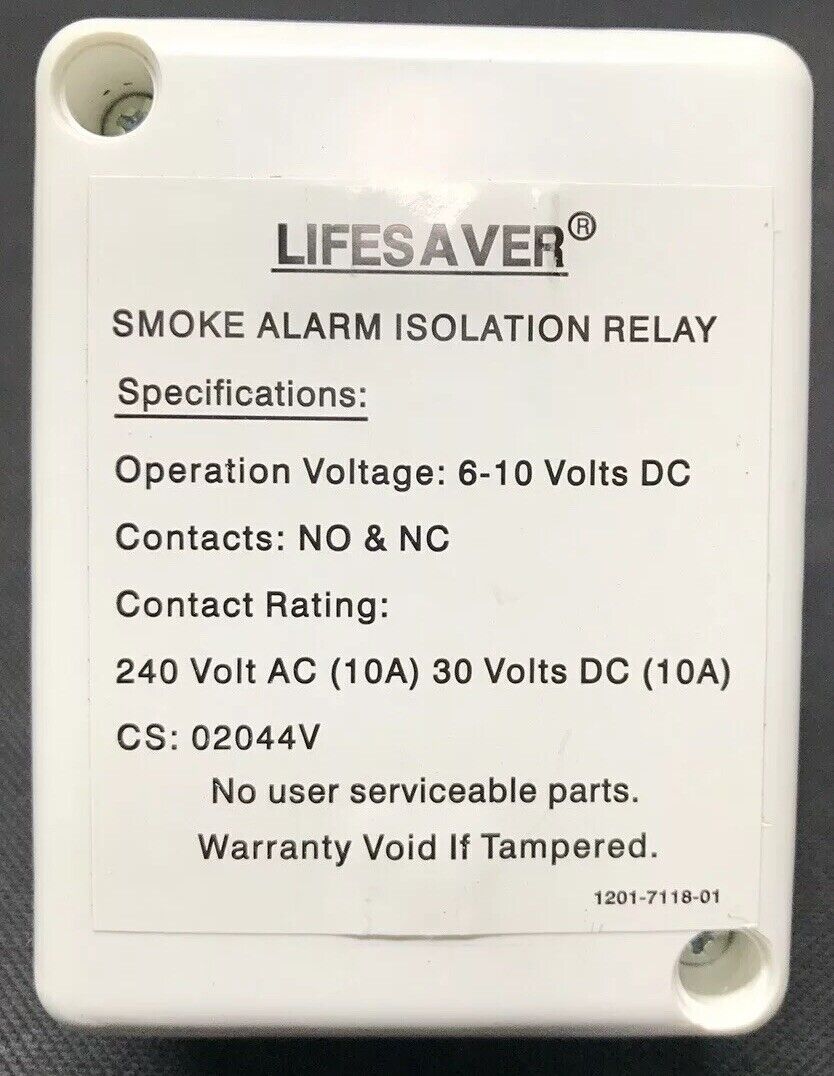 LIFESAVER®
SMOKE ALARM ISOLATION RELAY
Specifications:
Operation Voltage: 6-10 Volts DC
Contacts: NO & NC
Contact Rating:
240 Volt AC (10A) 30 Volts DC (10A)
CS: 02044V
No user serviceable parts.
Warranty Void If Tampered.
1201-7118-01